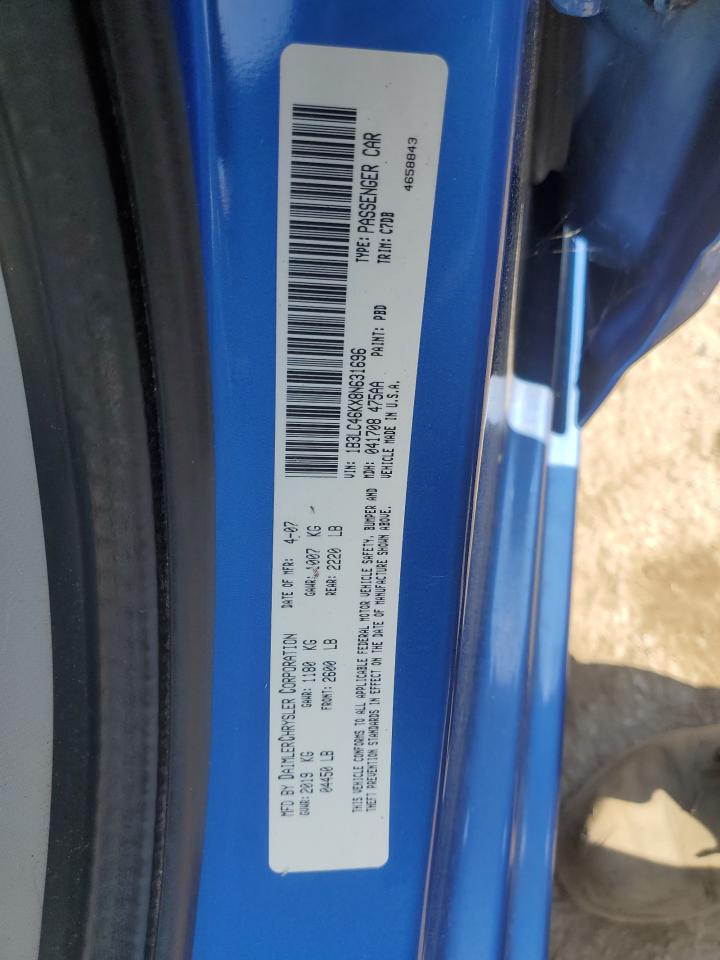 MFD BY DAIMLERCHRYSLER CORPORATION DATE OF MFR: 4-07
GVWR: 2019 KG GAWR: 1180 KG GAWR: 1007 KG
04450 LB FRONT: 2600 LB REAR: 2220 LB
THIS VEHICLE CONFORMS TO ALL APPLICABLE FEDERAL MOTOR VEHICLE SAFETY, BUMPER AND
THEFT PREVENTION STANDARDS IN EFFECT ON THE DATE OF MANUFACTURE SHOWN ABOVE.
VIN: 1B3LC46KX8N631696 TYPE: PASSENGER CAR
MDH: 041708 475AA PAINT: PBD TRIM: C7DB
VEHICLE MADE IN U.S.A.
4658843